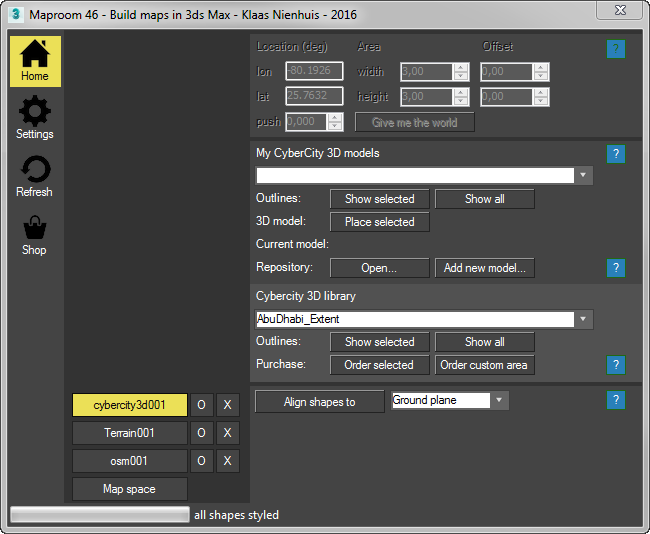 Maproom 46 - Build maps in 3ds Max - Klaas Nienhuis - 2016
Home
Settings
Refresh
Shop
Location (deg) Area Offset ?
lon -80.1926 width 3,00 0,00
lat 25.7632 height 3,00 0,00
push 0,000 Give me the world
My CyberCity 3D models ?
Outlines: Show selected Show all
3D model: Place selected
Current model:
Repository: Open... Add new model... ?
Cybercity 3D library
AbuDhabi_Extent
Outlines: Show selected Show all
Purchase: Order selected Order custom area ?
Align shapes to Ground plane ?
cybercity3d001 O X
Terrain001 O X
osm001 O X
Map space
all shapes styled